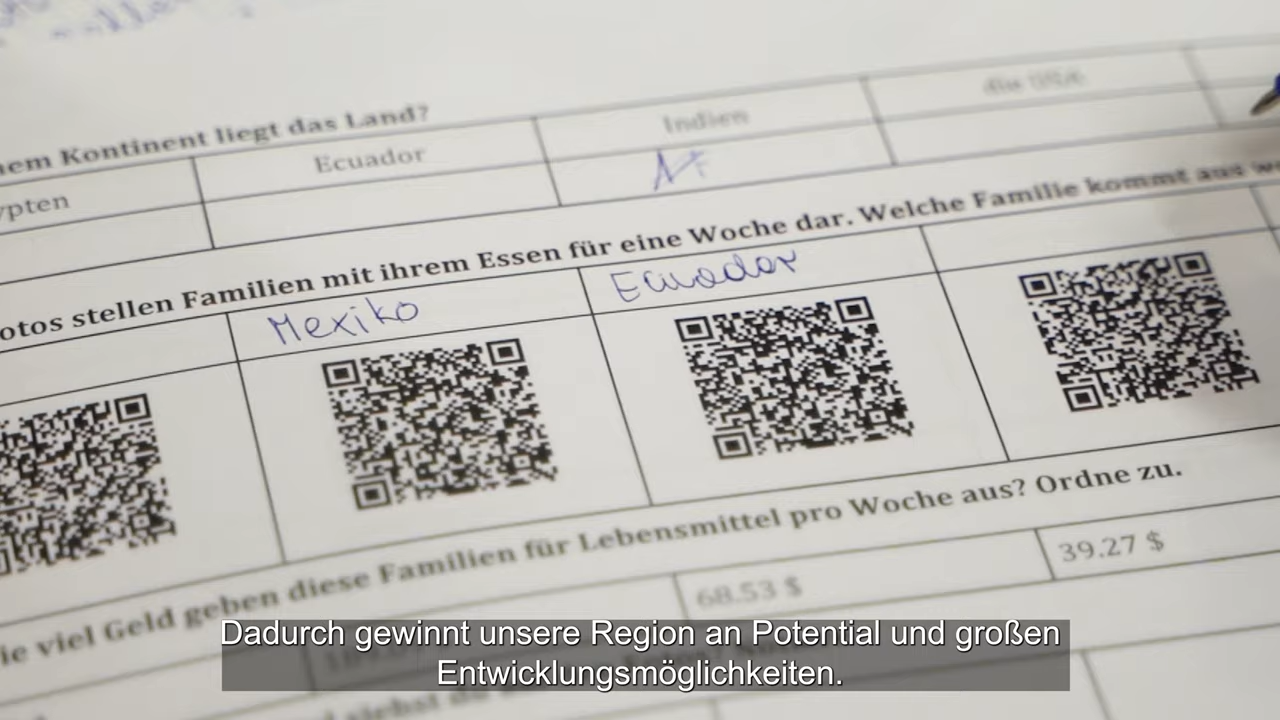 nem Kontinent liegt das Land?
ypten Ecuador Indien die USA
otos stellen Familien mit ihrem Essen für eine Woche dar. Welche Familie kommt aus
Mexiko Ecuador
ie viel Geld geben diese Familien für Lebensmittel pro Woche aus? Ordne zu.
68.53 $ 39.27 $
Dadurch gewinnt unsere Region an Potential und großen
Entwicklungsmöglichkeiten.